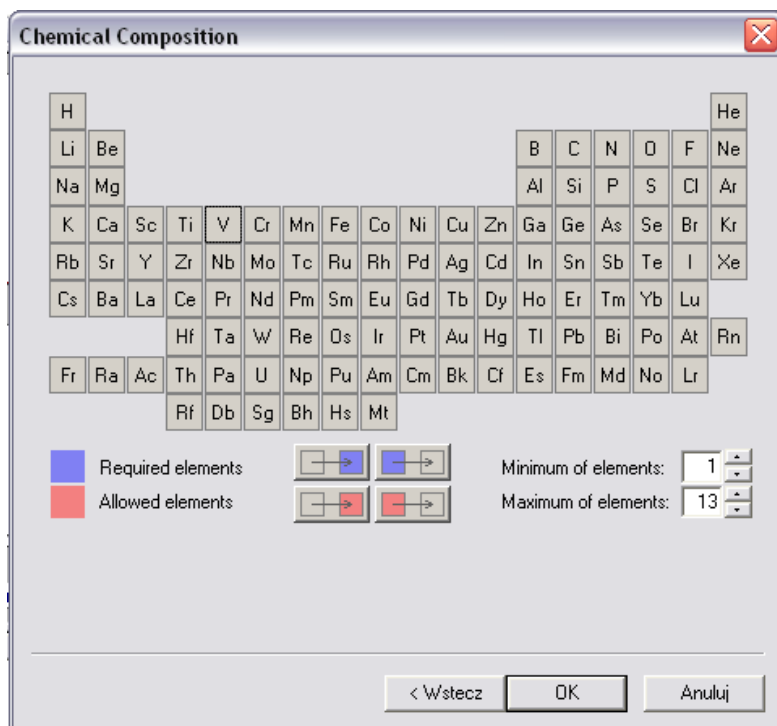 Chemical Composition
H He
Li Be B C N O F Ne
Na Mg Al Si P S Cl Ar
K Ca Sc Ti V Cr Mn Fe Co Ni Cu Zn Ga Ge As Se Br Kr
Rb Sr Y Zr Nb Mo Tc Ru Rh Pd Ag Cd In Sn Sb Te I Xe
Cs Ba La Ce Pr Nd Pm Sm Eu Gd Tb Dy Ho Er Tm Yb Lu
Hf Ta W Re Os Ir Pt Au Hg Tl Pb Bi Po At Rn
Fr Ra Ac Th Pa U Np Pu Am Cm Bk Cf Es Fm Md No Lr
Rf Db Sg Bh Hs Mt
Required elements Minimum of elements: 1
Allowed elements Maximum of elements: 13
< Wstecz OK Anuluj